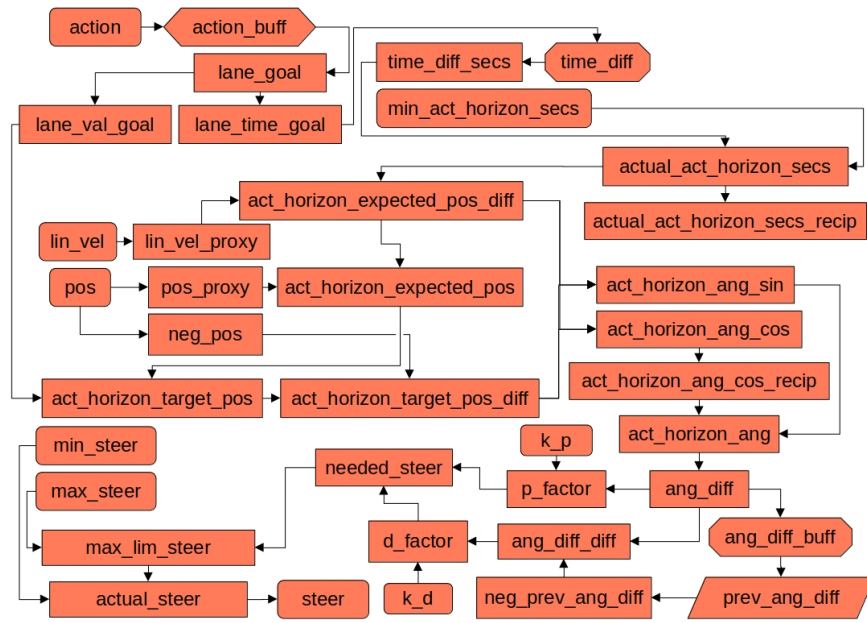 action
action_buff
lane_goal
time_diff_secs
time_diff
lane_val_goal
lane_time_goal
min_act_horizon_secs
actual_act_horizon_secs
act_horizon_expected_pos_diff
actual_act_horizon_secs_recip
lin_vel
lin_vel_proxy
pos
pos_proxy
act_horizon_expected_pos
act_horizon_ang_sin
neg_pos
act_horizon_ang_cos
act_horizon_ang_cos_recip
act_horizon_target_pos
act_horizon_target_pos_diff
act_horizon_ang
min_steer
k_p
needed_steer
max_steer
p_factor
ang_diff
max_lim_steer
d_factor
ang_diff_diff
ang_diff_buff
actual_steer
steer
k_d
neg_prev_ang_diff
prev_ang_diff